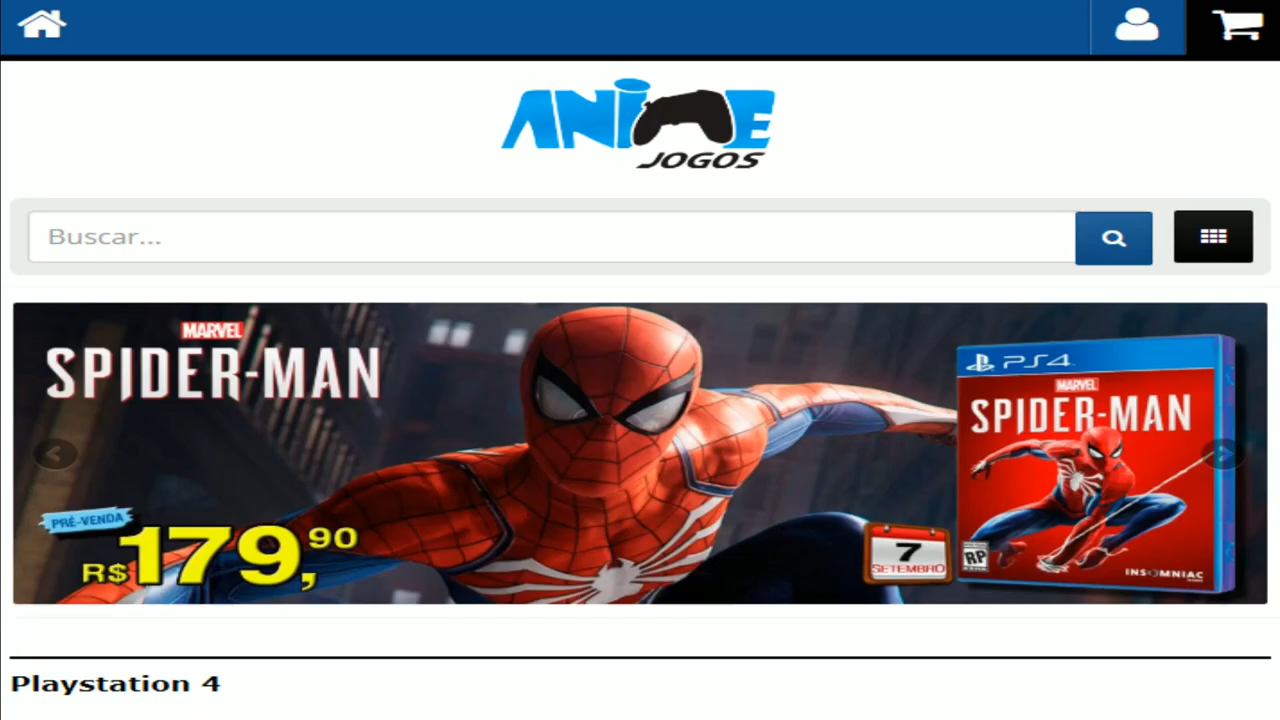 ANIME
JOGOS
Buscar...
MARVEL
SPIDER-MAN
PRÉ-VENDA
R$179,90
7
SETEMBRO
PS4
MARVEL
SPIDER-MAN
RP
INSOMNIAC
Playstation 4